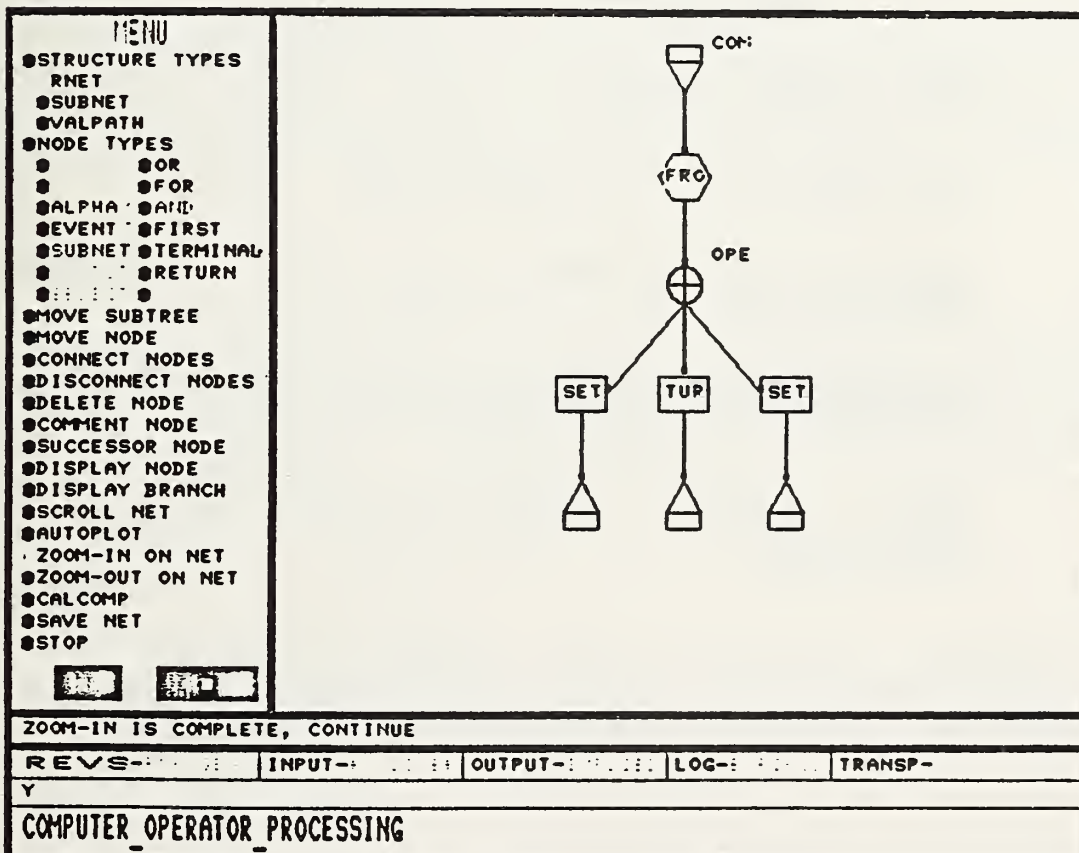 MENU
STRUCTURE TYPES
RNET
SUBNET
VALPATH
NODE TYPES
OR
FOR
ALPHA AND
EVENT FIRST
SUBNET TERMINAL
RETURN
MOVE SUBTREE
MOVE NODE
CONNECT NODES
DISCONNECT NODES
DELETE NODE
COMMENT NODE
SUCCESSOR NODE
DISPLAY NODE
DISPLAY BRANCH
SCROLL NET
AUTOPLOT
ZOOM-IN ON NET
ZOOM-OUT ON NET
CALCOMP
SAVE NET
STOP
COM
FRO
OPE
SET TUR SET
ZOOM-IN IS COMPLETE, CONTINUE
REVS- INPUT- OUTPUT- LOG- TRANSP-
Y
COMPUTER_OPERATOR_PROCESSING